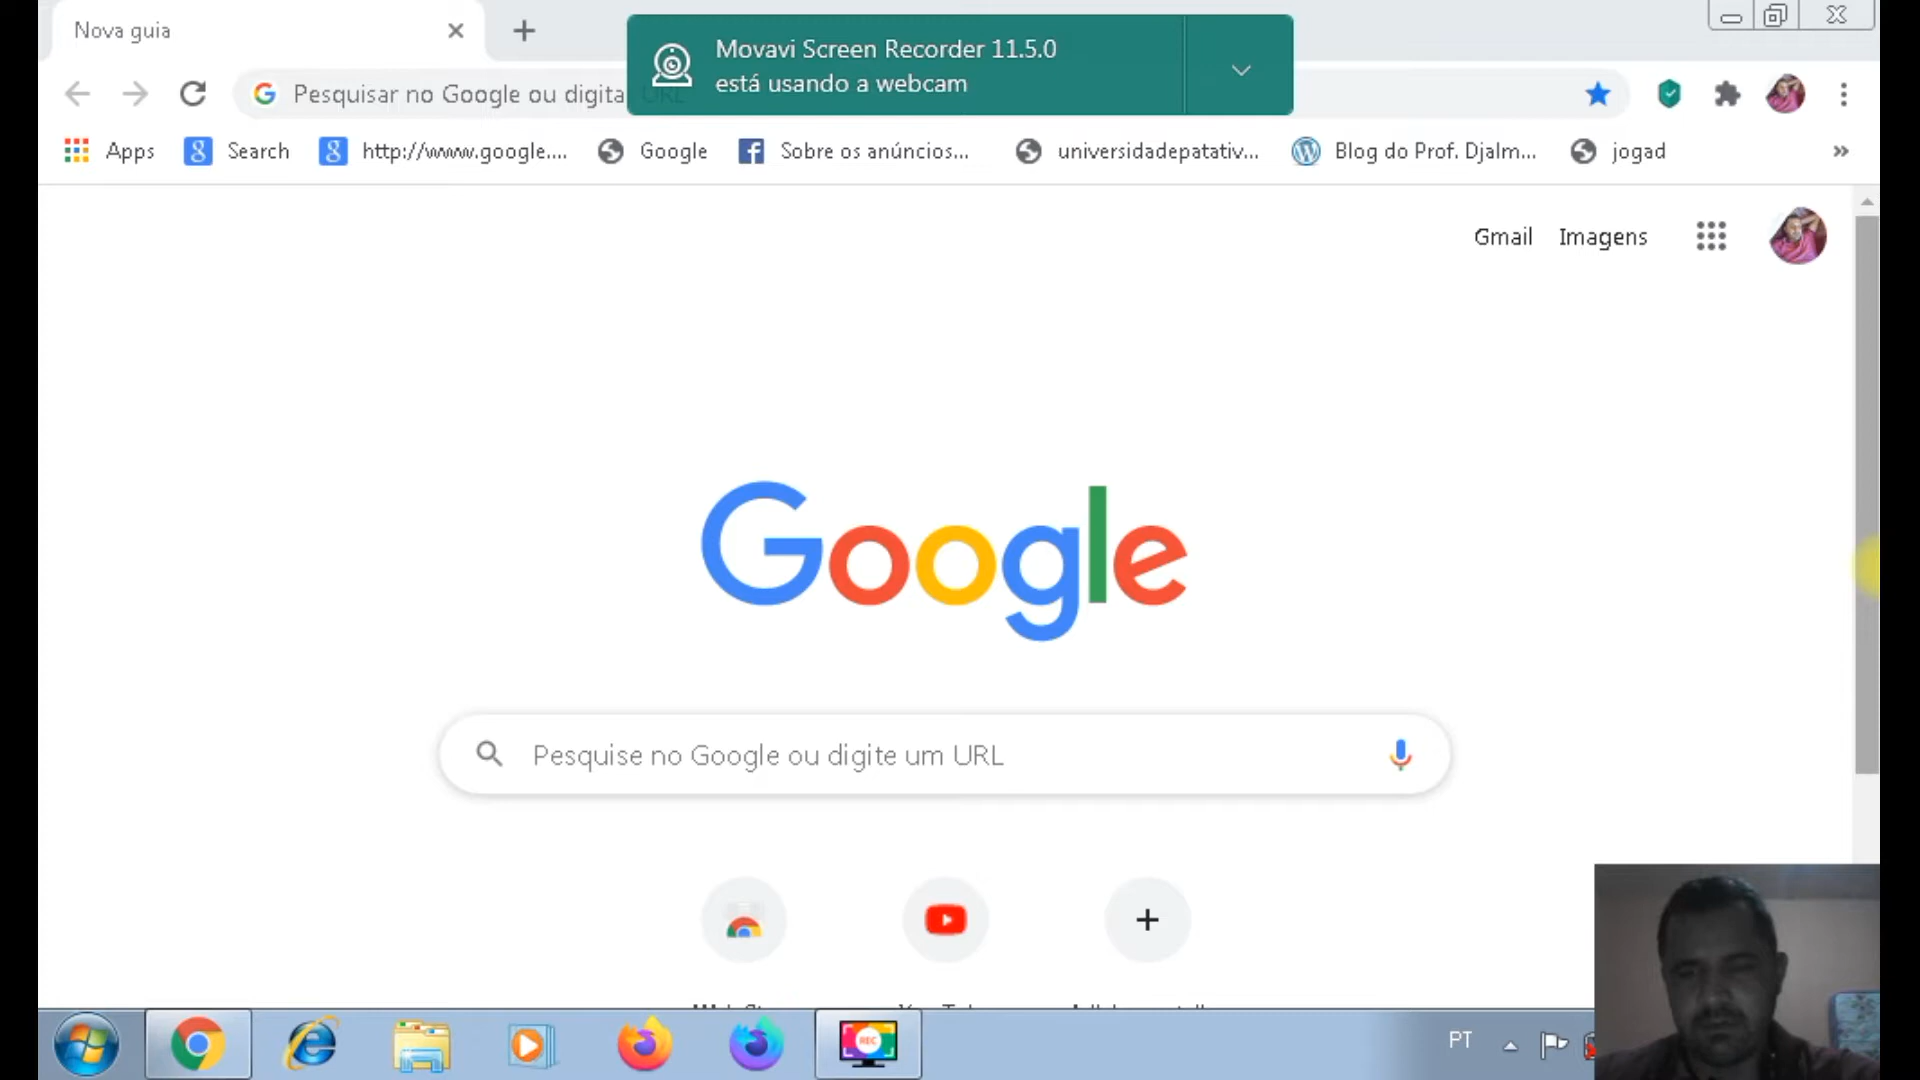 Nova guia
Movavi Screen Recorder 11.5.0
está usando a webcam
Pesquisar no Google ou digita
Apps
Search
http://www.google....
Google
Sobre os anúncios...
universidadepatativ...
Blog do Prof. Djalm...
jogad
»
Gmail
Imagens
Google
Pesquise no Google ou digite um URL
REC
PT